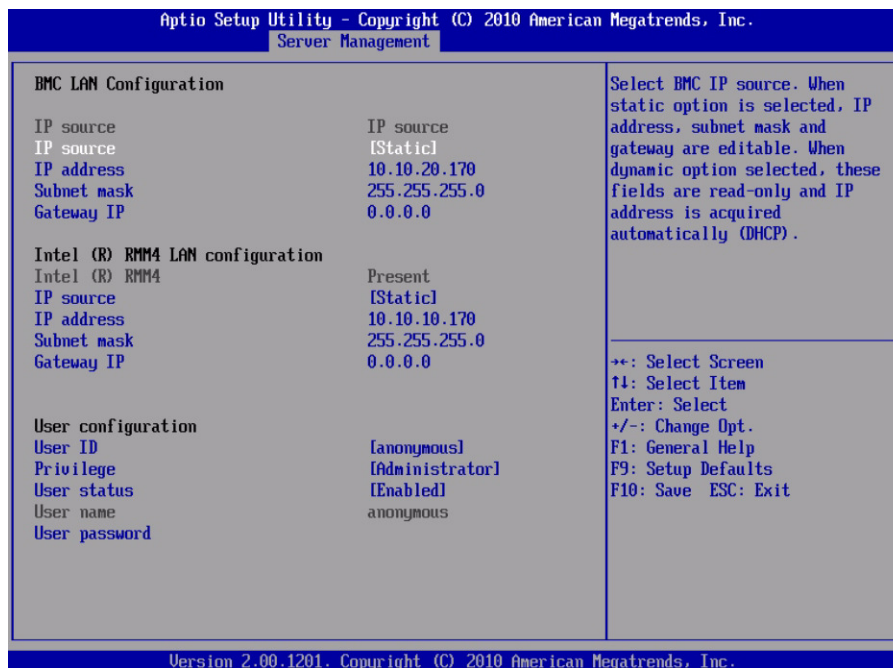 Aptio Setup Utility - Copyright (C) 2010 American Megatrends, Inc.
Server Management
BMC LAN Configuration
IP source IP source
IP source [Static]
IP address 10.10.20.170
Subnet mask 255.255.255.0
Gateway IP 0.0.0.0
Intel (R) RMM4 LAN configuration
Intel (R) RMM4 Present
IP source [Static]
IP address 10.10.10.170
Subnet mask 255.255.255.0
Gateway IP 0.0.0.0
User configuration
User ID [anonymous]
Privilege [Administrator]
User status [Enabled]
User name anonymous
User password
Select BMC IP source. When
static option is selected, IP
address, subnet mask and
gateway are editable. When
dynamic option selected, these
fields are read-only and IP
address is acquired
automatically (DHCP).
→←: Select Screen
↑↓: Select Item
Enter: Select
+/-: Change Opt.
F1: General Help
F9: Setup Defaults
F10: Save ESC: Exit
Version 2.00.1201. Copyright (C) 2010 American Megatrends, Inc.